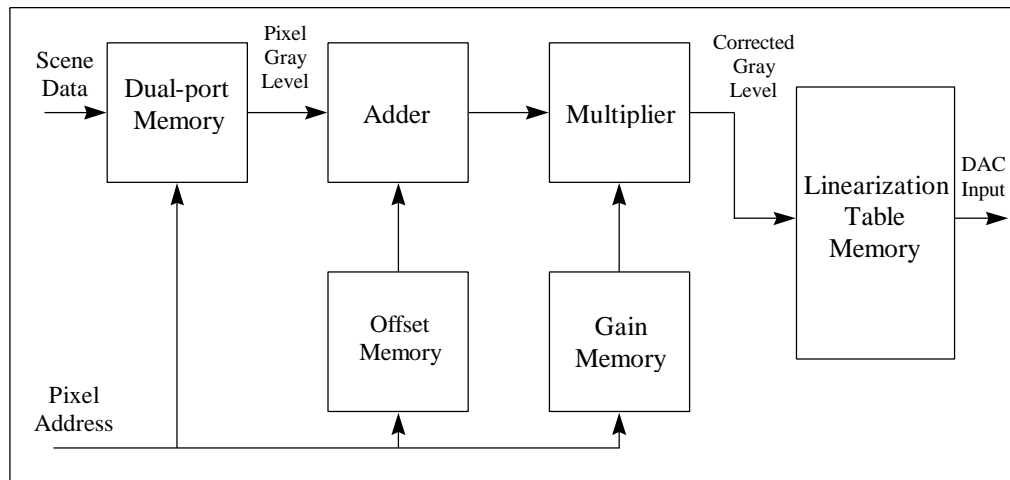 Scene
Data
Dual-port
Memory
Pixel
Gray
Level
Adder
Multiplier
Corrected
Gray
Level
Linearization
Table
Memory
DAC
Input
Offset
Memory
Gain
Memory
Pixel
Address